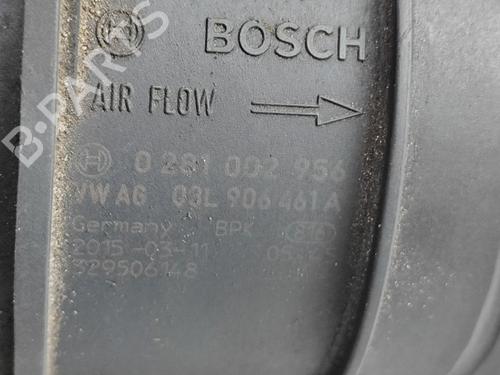 BOSCH
AIR FLOW
0 281 002 956
VW AG 03L 906 461 A
Germany BPK
2015-03-11
B-PARTS